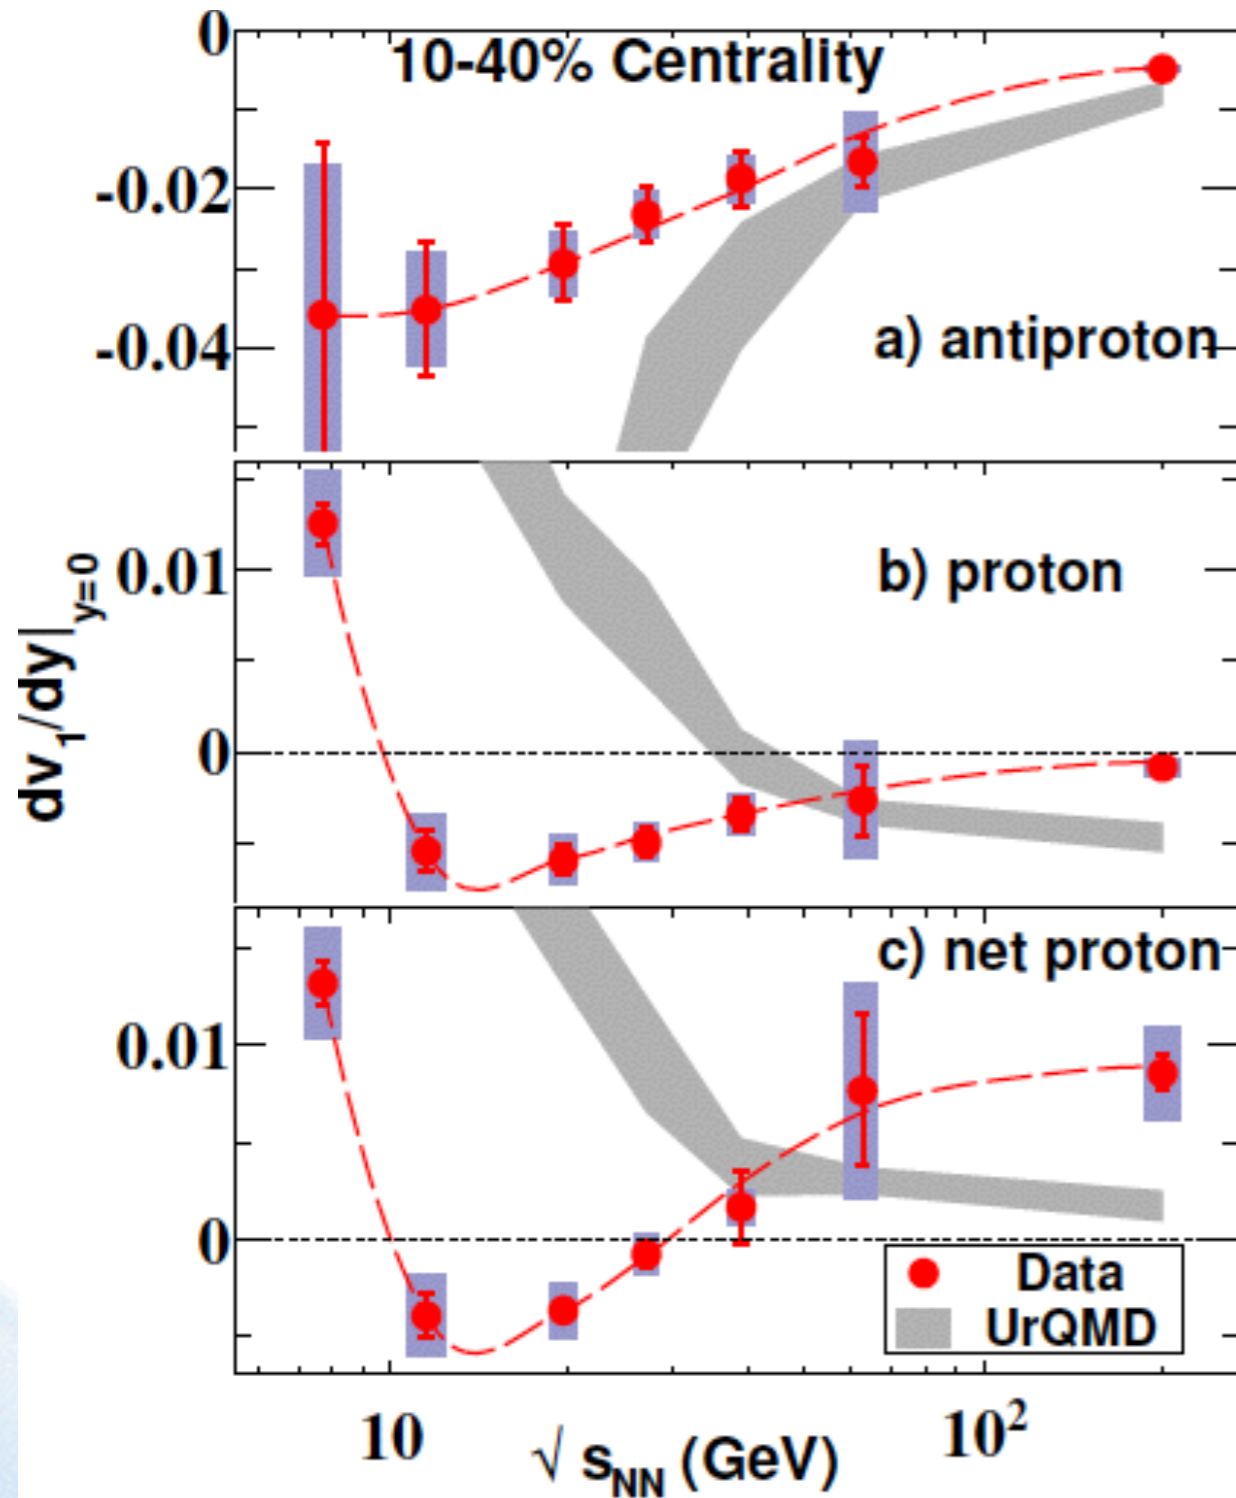 10-40% Centrality
0
-0.02
-0.04
a) antiproton
0.01
0
b) proton
dv₁/dy|y=0
c) net proton
0.01
0
Data
UrQMD
10
10²
√ sNN (GeV)